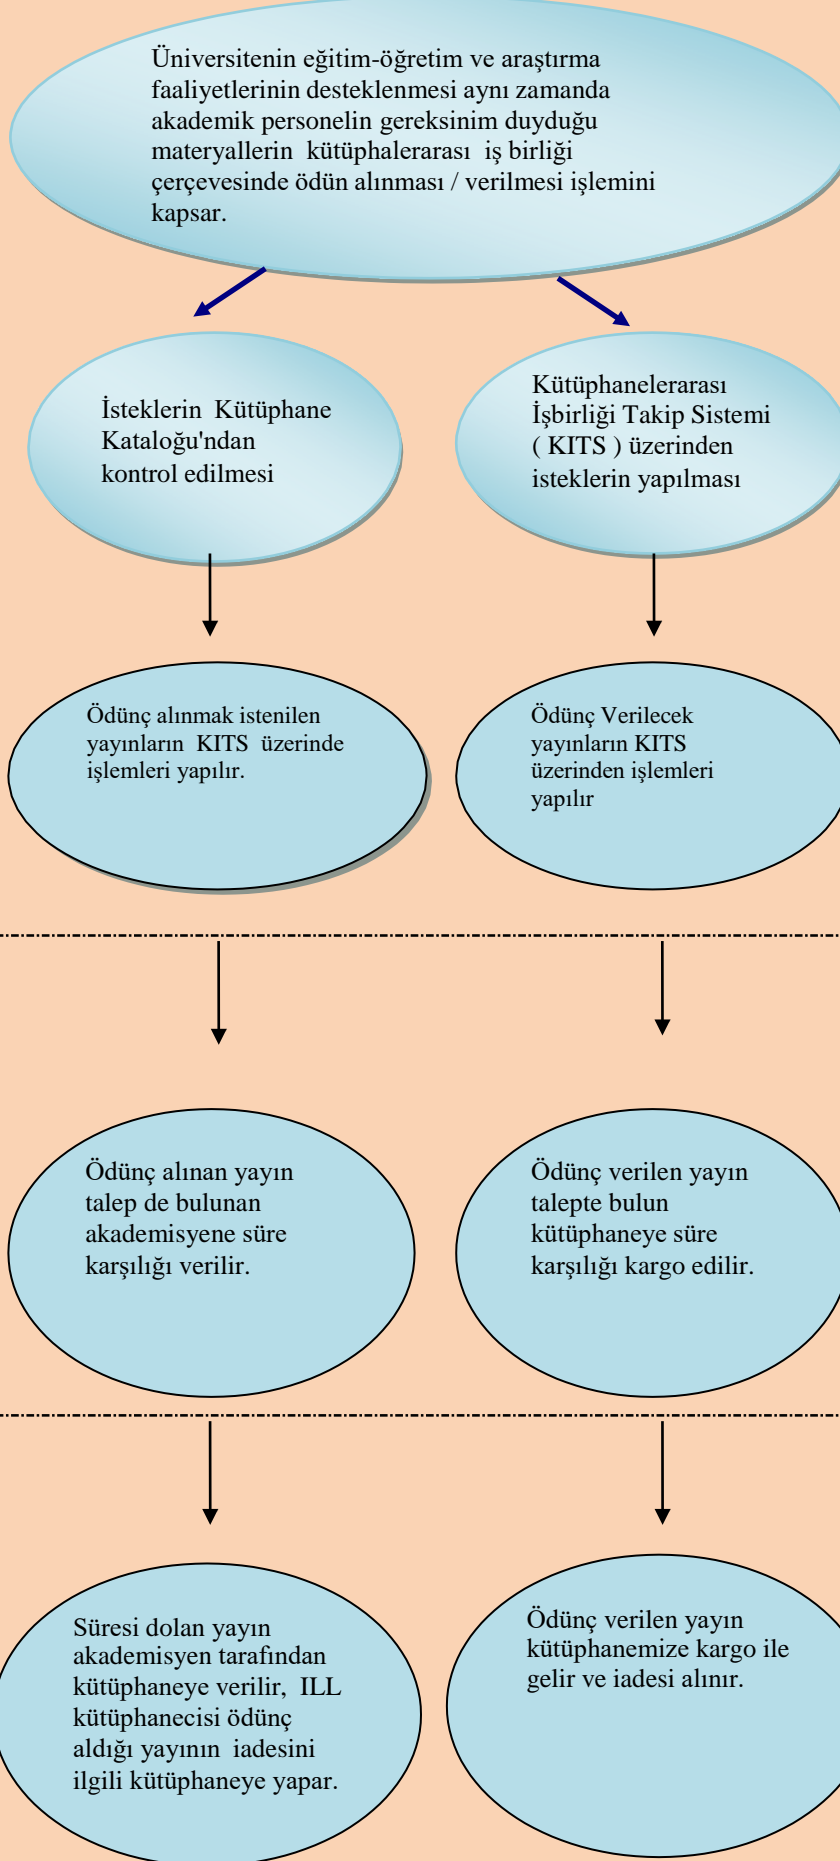 Üniversitenin eğitim-öğretim ve araştırma
faaliyetlerinin desteklenmesi aynı zamanda
akademik personelin gereksinim duyduğu
materyallerin kütüphalerarası iş birliği
çerçevesinde ödün alınması / verilmesi işlemini
kapsar.
İsteklerin Kütüphane
Kataloğu'ndan
kontrol edilmesi
Kütüphanelerarası
İşbirliği Takip Sistemi
( KITS ) üzerinden
isteklerin yapılması
Ödünç alınmak istenilen
yayınların KITS üzerinde
işlemleri yapılır.
Ödünç Verilecek
yayınların KITS
üzerinden işlemleri
yapılır
Ödünç alınan yayın
talep de bulunan
akademisyene süre
karşılığı verilir.
Ödünç verilen yayın
talepte bulun
kütüphaneye süre
karşılığı kargo edilir.
Süresi dolan yayın
akademisyen tarafından
kütüphaneye verilir, ILL
kütüphanecisi ödünç
aldığı yayının iadesini
ilgili kütüphaneye yapar.
Ödünç verilen yayın
kütüphanemize kargo ile
gelir ve iadesi alınır.